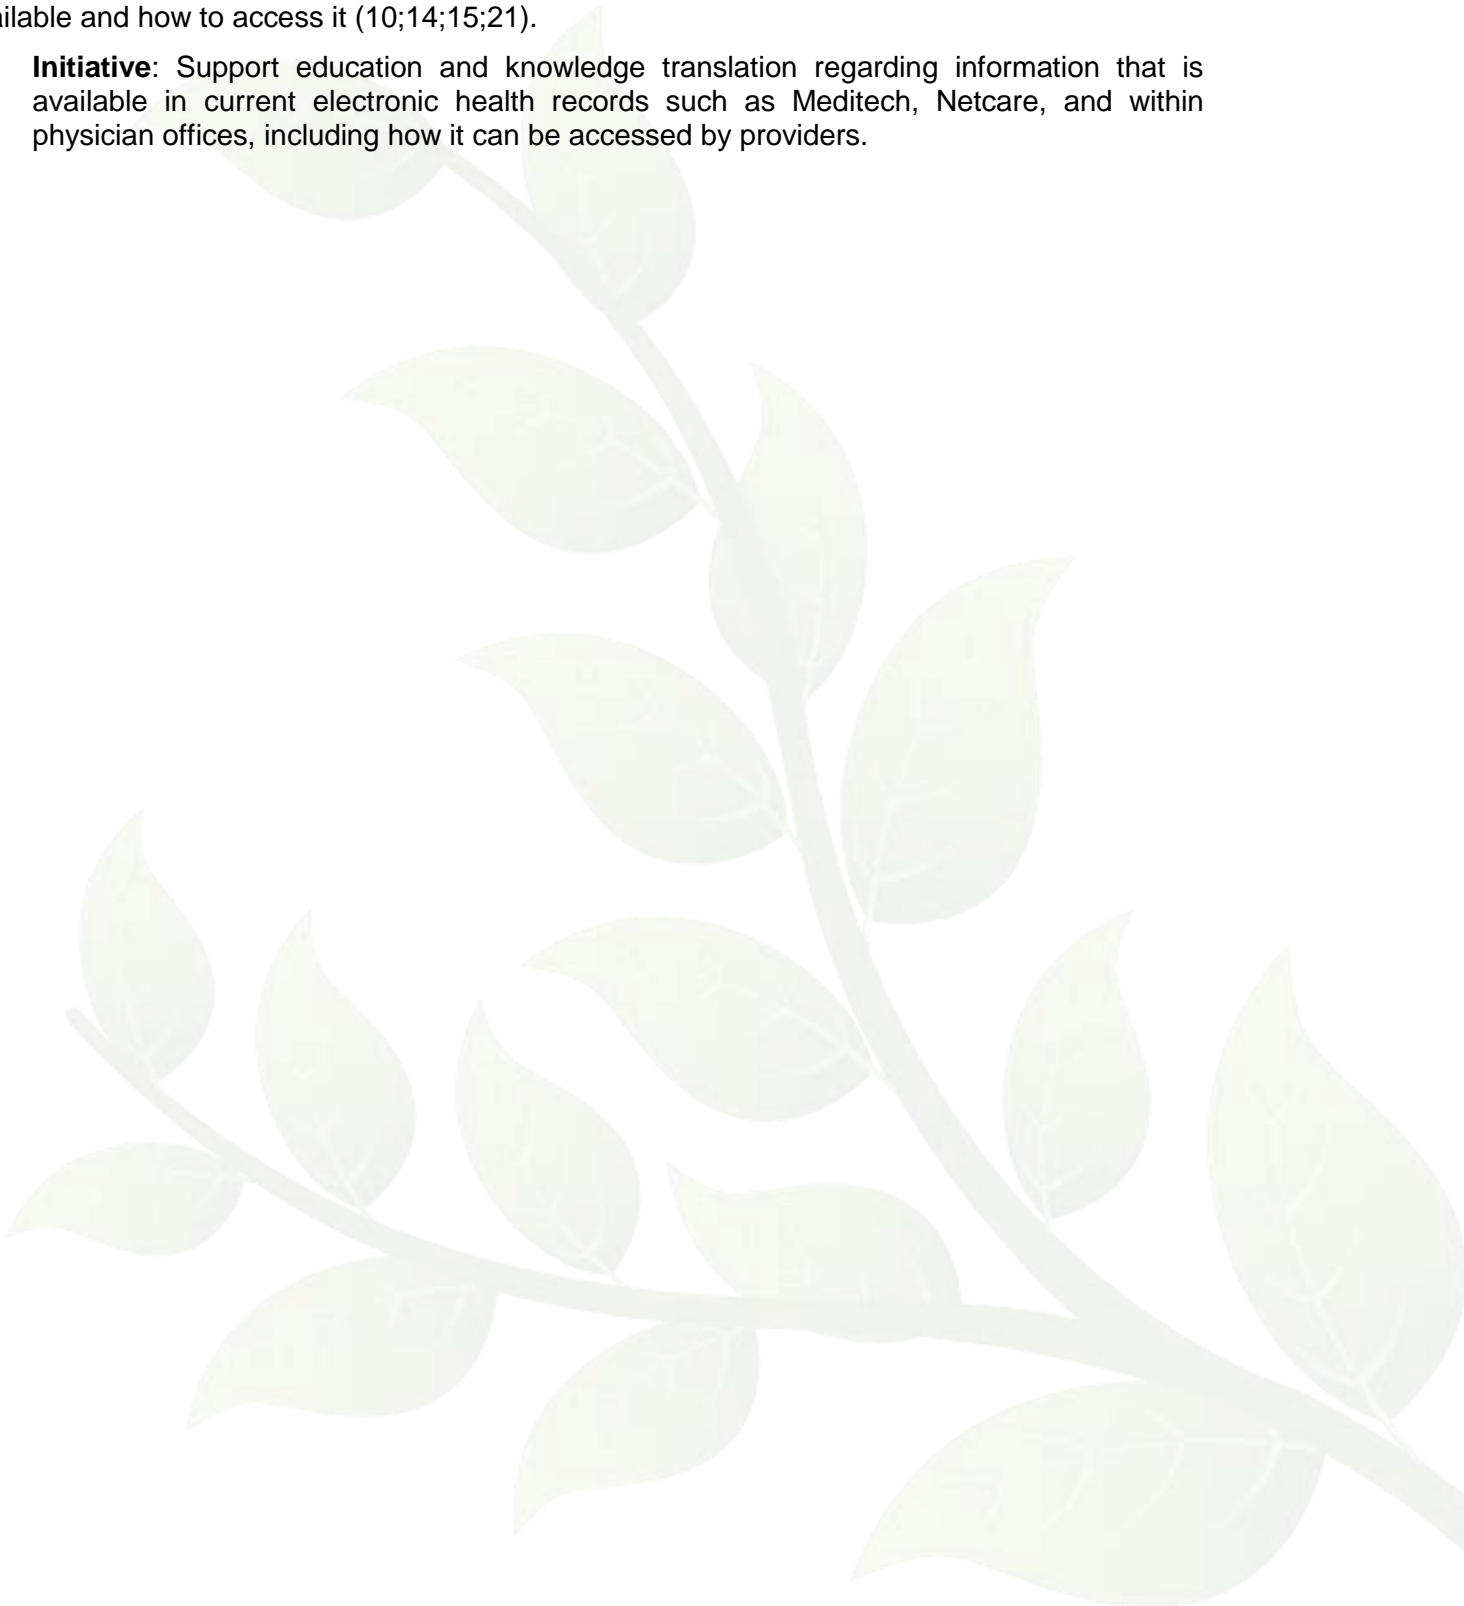 and how to access it (10;14;15;21).
Initiative: Support education and knowledge translation regarding information that is
available in current electronic health records such as Meditech, Netcare, and within
physician offices, including how it can be accessed by providers.